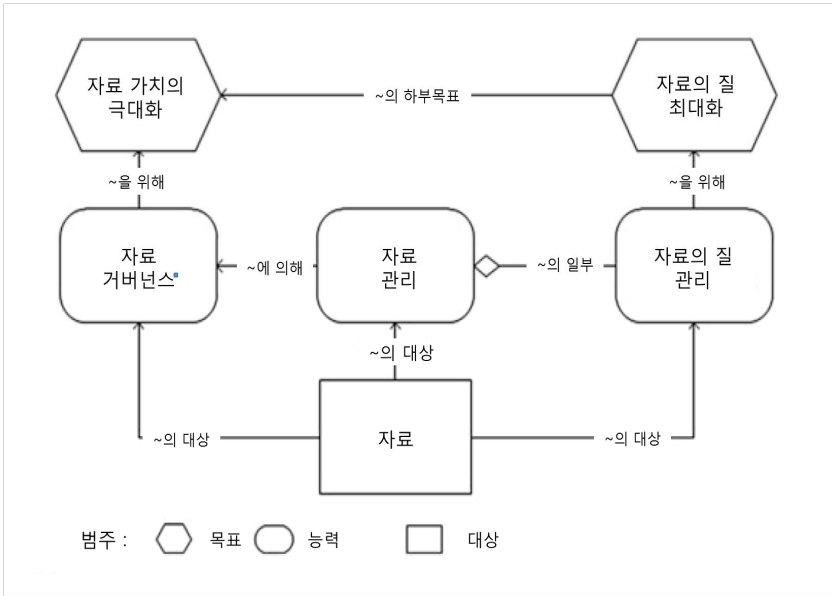 자료 가치의
극대화
~의 하부목표
자료의 질
최대화
~을 위해
~을 위해
자료
거버넌스
~에 의해
자료
관리
~의 일부
자료의 질
관리
~의 대상
~의 대상
자료
~의 대상
범주 : 목표 능력 대상